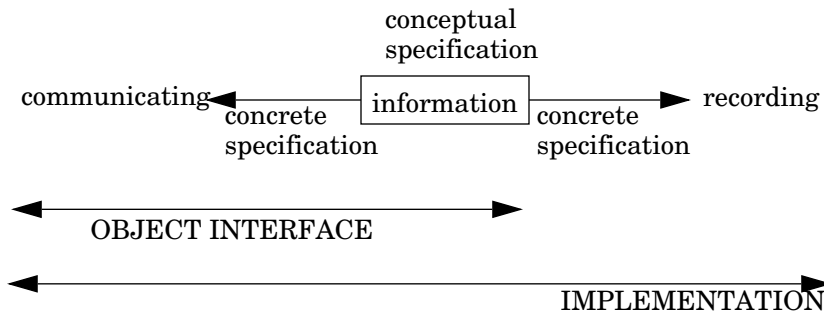 conceptual
specification
communicating
information
recording
concrete
specification
concrete
specification
OBJECT INTERFACE
IMPLEMENTATION